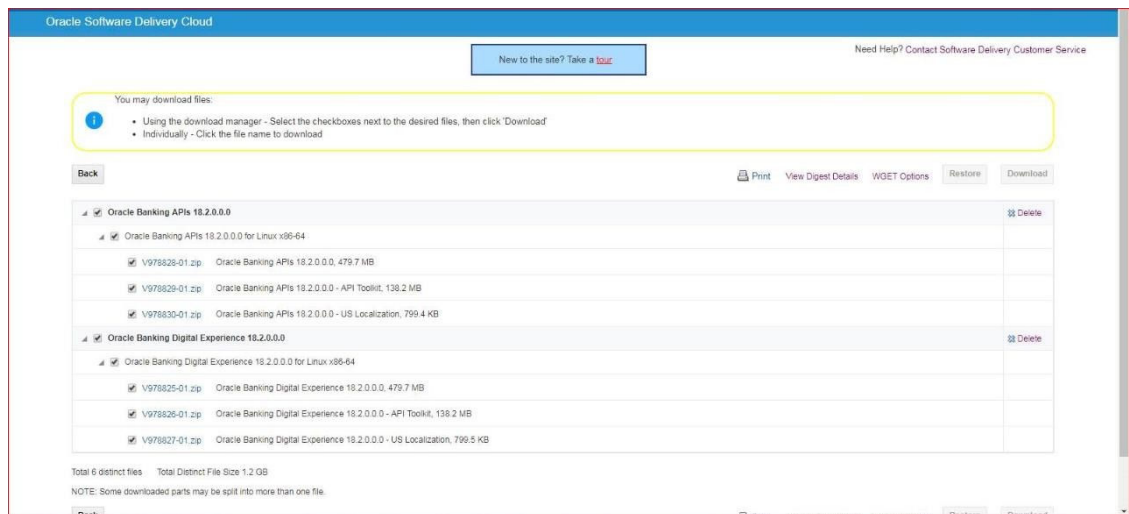 Oracle Software Delivery Cloud
New to the site? Take a tour
Need Help? Contact Software Delivery Customer Service
You may download files:
• Using the download manager - Select the checkboxes next to the desired files, then click 'Download'
• Individually - Click the file name to download
Back Print View Digest Details WGET Options Restore Download
Oracle Banking APIs 18.2.0.0.0 Delete
Oracle Banking APIs 18.2.0.0.0 for Linux x86-64
V978828-01.zip Oracle Banking APIs 18.2.0.0.0, 479.7 MB
V978829-01.zip Oracle Banking APIs 18.2.0.0.0 - API Toolkit, 138.2 MB
V978830-01.zip Oracle Banking APIs 18.2.0.0.0 - US Localization, 799.4 KB
Oracle Banking Digital Experience 18.2.0.0.0 Delete
Oracle Banking Digital Experience 18.2.0.0.0 for Linux x86-64
V978825-01.zip Oracle Banking Digital Experience 18.2.0.0.0, 479.7 MB
V978826-01.zip Oracle Banking Digital Experience 18.2.0.0.0 - API Toolkit, 138.2 MB
V978827-01.zip Oracle Banking Digital Experience 18.2.0.0.0 - US Localization, 799.5 KB
Total 6 distinct files Total Distinct File Size 1.2 GB
NOTE: Some downloaded parts may be split into more than one file.